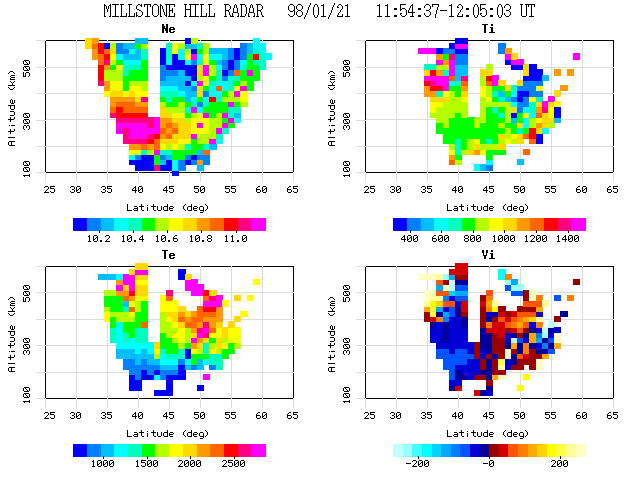 MILLSTONE HILL RADAR 98/01/21 11:54:37-12:05:03 UT
Ne Ti
Altitude (km) 100 300 500 Altitude (km) 100 300 500
25 30 35 40 45 50 55 60 65 25 30 35 40 45 50 55 60 65
Latitude (deg) Latitude (deg)
10.2 10.4 10.6 10.8 11.0 400 600 800 1000 1200 1400
Te Vi
Altitude (km) 100 300 500 Altitude (km) 100 300 500
25 30 35 40 45 50 55 60 65 25 30 35 40 45 50 55 60 65
Latitude (deg) Latitude (deg)
1000 1500 2000 2500 -200 -0 200